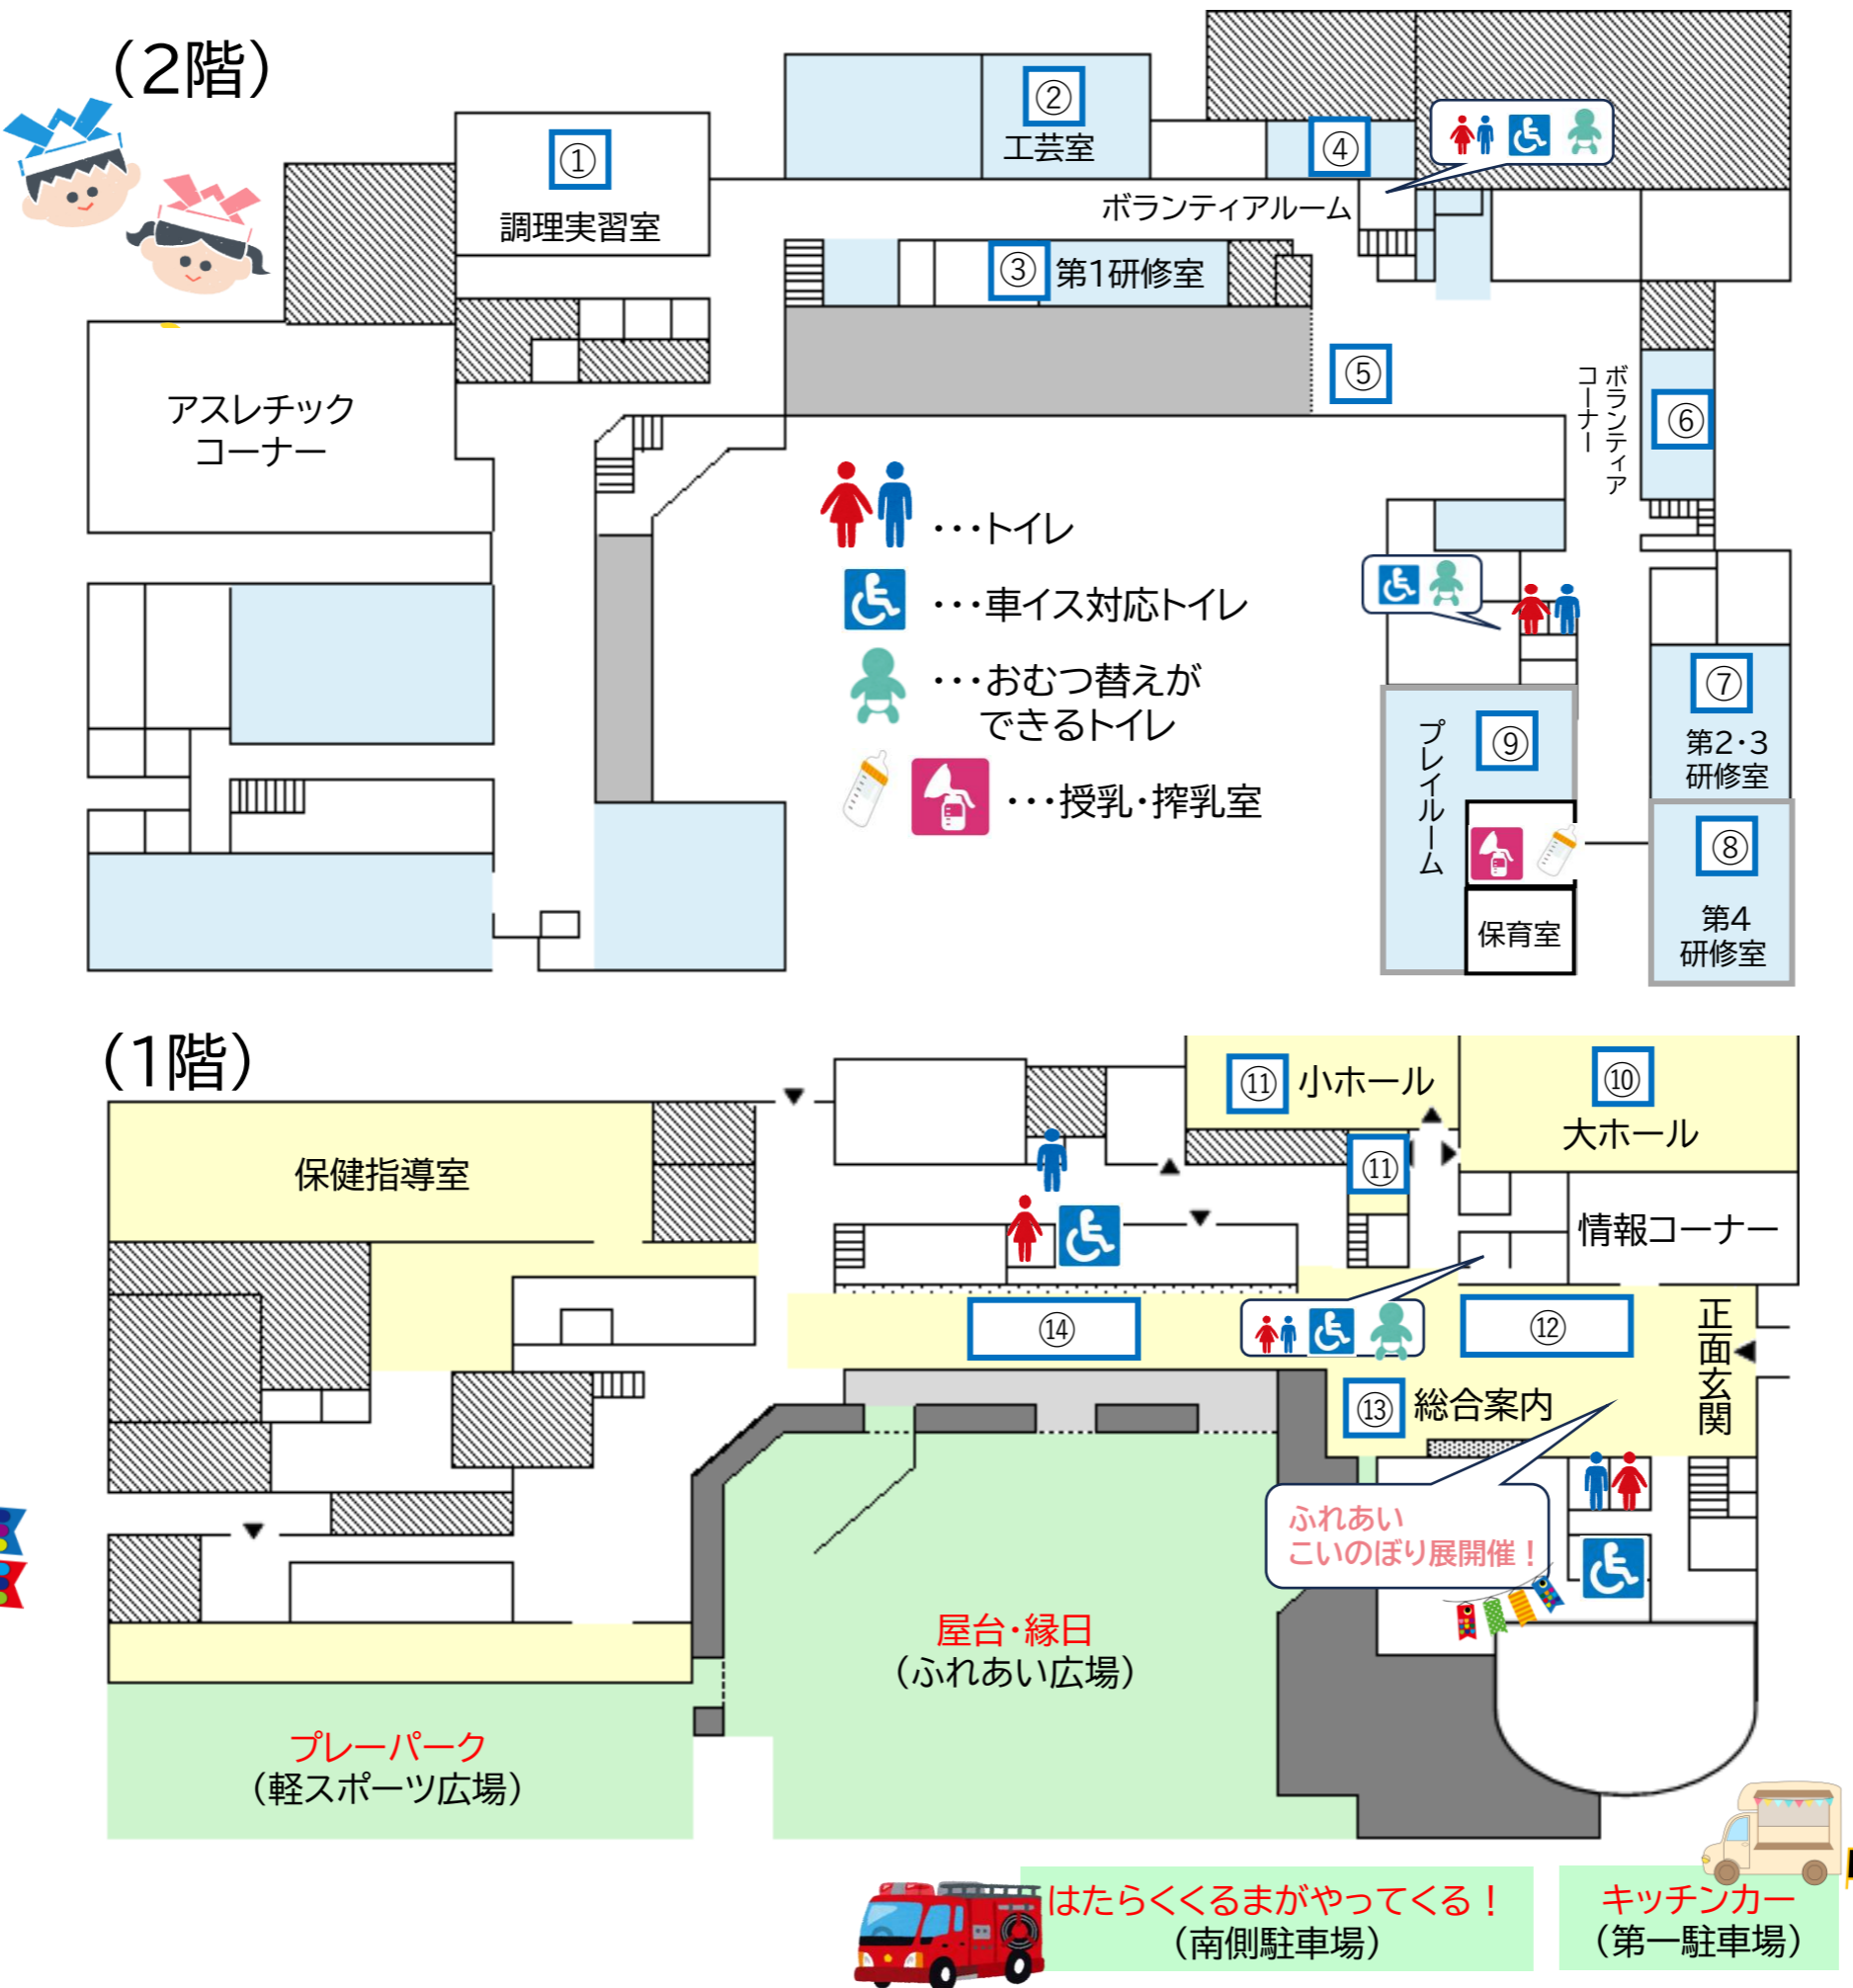 （2階）
①
調理実習室
②
工芸室
④
ボランティアルーム
③ 第1研修室
⑤
ボランティア
コーナー
⑥
アスレチック
コーナー
・・・トイレ
・・・車イス対応トイレ
・・・おむつ替えが
できるトイレ
・・・授乳・搾乳室
⑦
第2・3
研修室
⑨
プレイルーム
⑧
第4
研修室
保育室
（1階）
⑪ 小ホール
⑩
大ホール
⑪
保健指導室
情報コーナー
⑭
⑫
正面玄関
⑬ 総合案内
ふれあい
こいのぼり展開催！
屋台・縁日
（ふれあい広場）
プレーパーク
（軽スポーツ広場）
はたらくくるまがやってくる！
（南側駐車場）
キッチンカー
（第一駐車場）